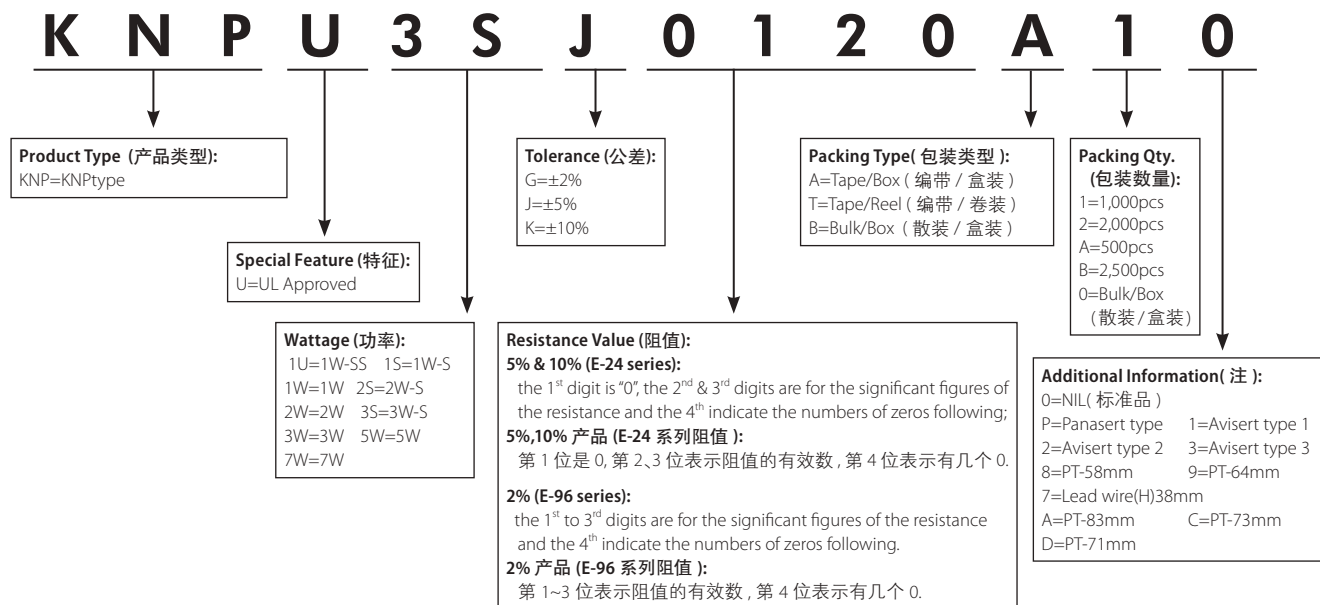 K N P U 3 S J 0 1 2 0 A 1 0
Product Type (产品类型):
KNP=KNPtype
Special Feature (特征):
U=UL Approved
Wattage (功率):
1U=1W-SS 1S=1W-S
1W=1W 2S=2W-S
2W=2W 3S=3W-S
3W=3W 5W=5W
7W=7W
Tolerance (公差):
G=±2%
J=±5%
K=±10%
Resistance Value (阻值):
5% & 10% (E-24 series):
the 1st digit is “0”, the 2nd & 3rd digits are for the significant figures of
the resistance and the 4th indicate the numbers of zeros following;
5%,10% 产品 (E-24 系列阻值 ):
第 1 位是 0, 第 2、3 位表示阻值的有效数 , 第 4 位表示有几个 0.
2% (E-96 series):
the 1st to 3rd digits are for the significant figures of the resistance
and the 4th indicate the numbers of zeros following.
2% 产品 (E-96 系列阻值 ):
第 1~3 位表示阻值的有效数 , 第 4 位表示有几个 0.
Packing Type( 包装类型 ):
A=Tape/Box ( 编带 / 盒装 )
T=Tape/Reel ( 编带 / 卷装 )
B=Bulk/Box ( 散装 / 盒装 )
Packing Qty.
(包装数量):
1=1,000pcs
2=2,000pcs
A=500pcs
B=2,500pcs
0=Bulk/Box
(散装/盒装)
Additional Information( 注 ):
0=NIL( 标准品 )
P=Panasert type 1=Avisert type 1
2=Avisert type 2 3=Avisert type 3
8=PT-58mm 9=PT-64mm
7=Lead wire(H)38mm
A=PT-83mm C=PT-73mm
D=PT-71mm